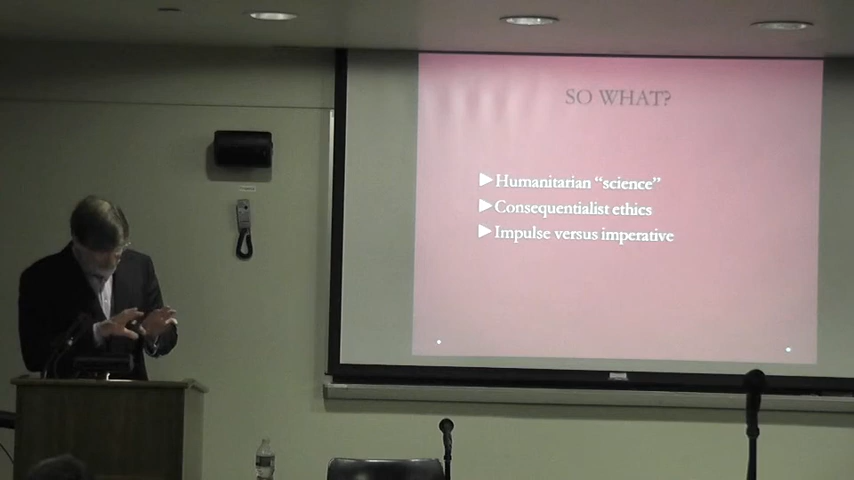 SO WHAT?
Humanitarian “science”
Consequentialist ethics
Impulse versus imperative